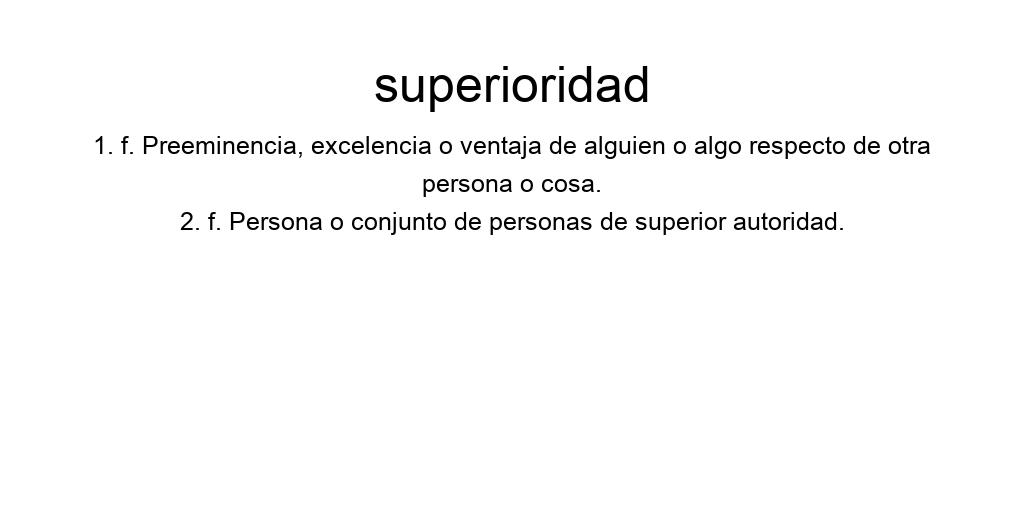 superioridad
1. f. Preeminencia, excelencia o ventaja de alguien o algo respecto de otra
persona o cosa.
2. f. Persona o conjunto de personas de superior autoridad.